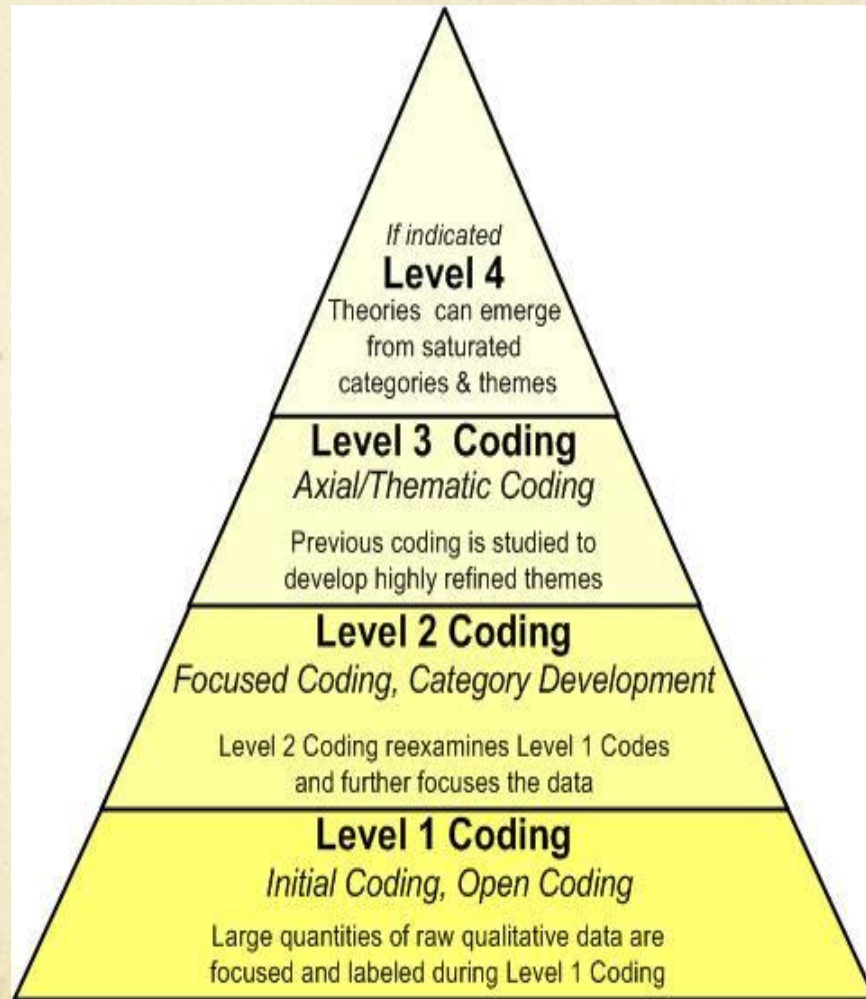 If indicated
Level 4
Theories can emerge
from saturated
categories & themes
Level 3 Coding
Axial/Thematic Coding
Previous coding is studied to
develop highly refined themes
Level 2 Coding
Focused Coding, Category Development
Level 2 Coding reexamines Level 1 Codes
and further focuses the data
Level 1 Coding
Initial Coding, Open Coding
Large quantities of raw qualitative data are
focused and labeled during Level 1 Coding